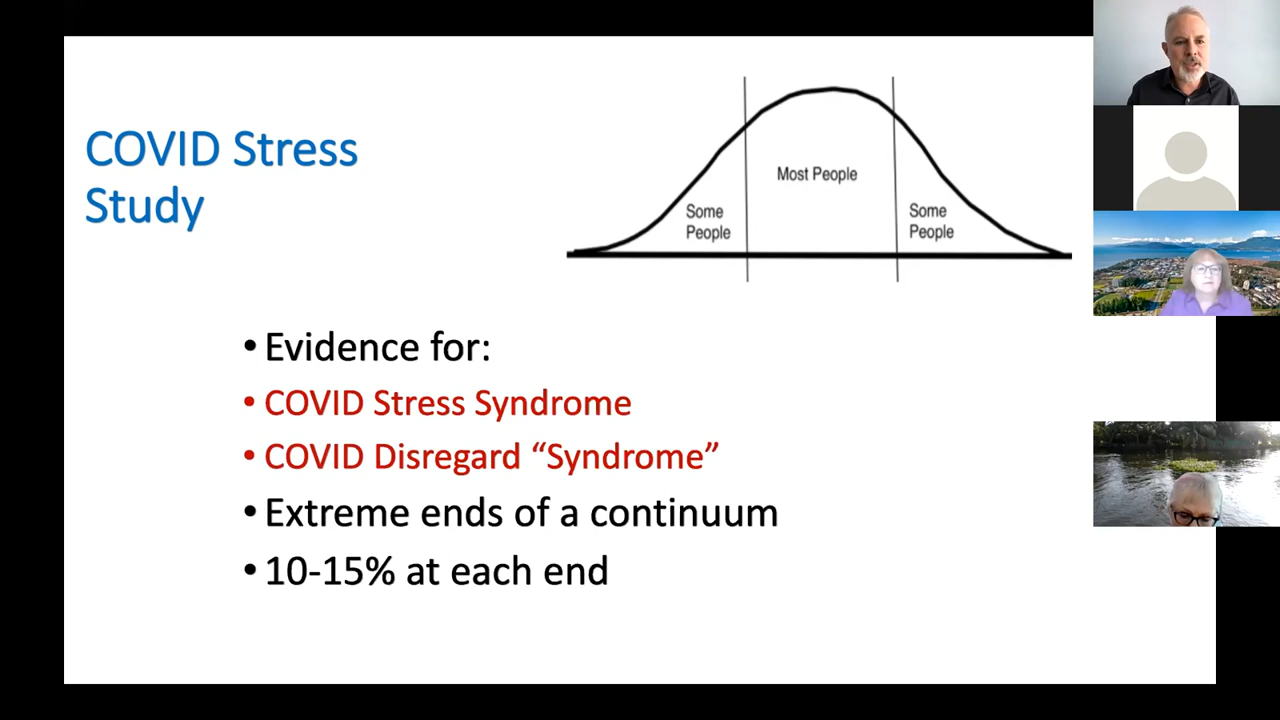 COVID Stress
Study
Most People
Some
People
Some
People
• Evidence for:
• COVID Stress Syndrome
• COVID Disregard “Syndrome”
• Extreme ends of a continuum
• 10-15% at each end